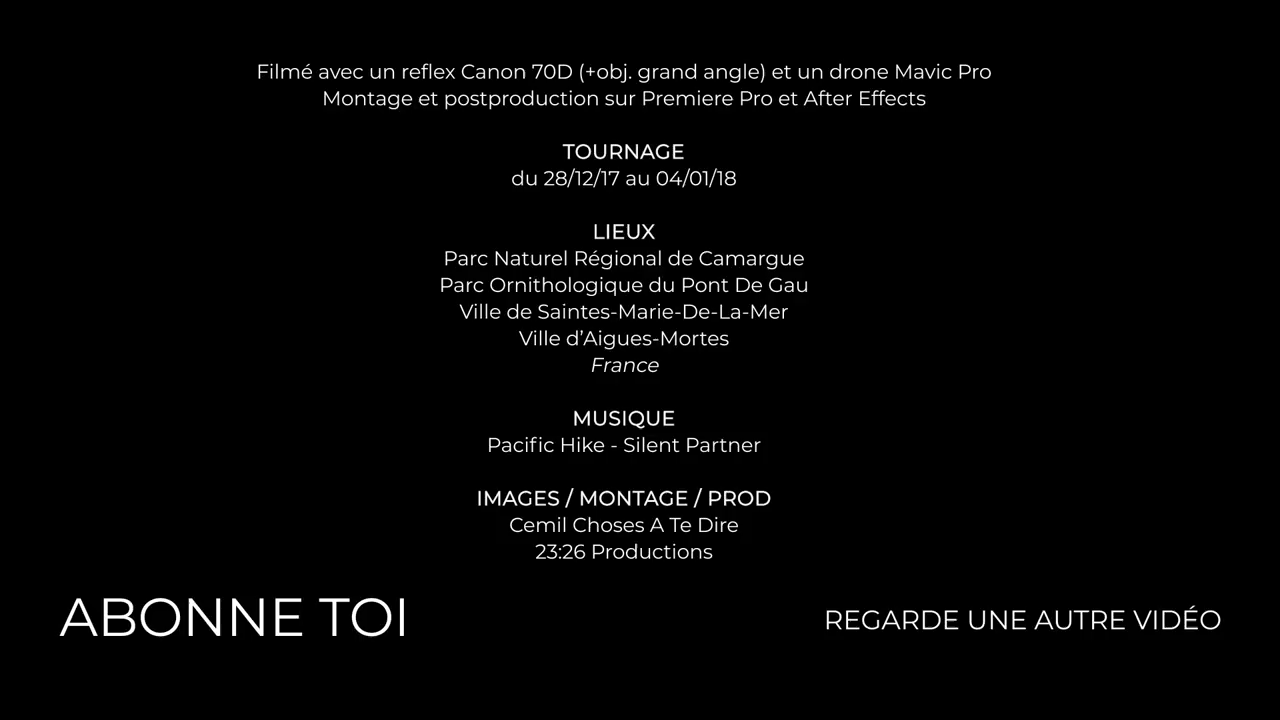 Filmé avec un reflex Canon 70D (+obj. grand angle) et un drone Mavic Pro
Montage et postproduction sur Premiere Pro et After Effects
TOURNAGE
du 28/12/17 au 04/01/18
LIEUX
Parc Naturel Régional de Camargue
Parc Ornithologique du Pont De Gau
Ville de Saintes-Marie-De-La-Mer
Ville d’Aigues-Mortes
France
MUSIQUE
Pacific Hike - Silent Partner
IMAGES / MONTAGE / PROD
Cemil Choses A Te Dire
23:26 Productions
ABONNE TOI
REGARDE UNE AUTRE VIDÉO